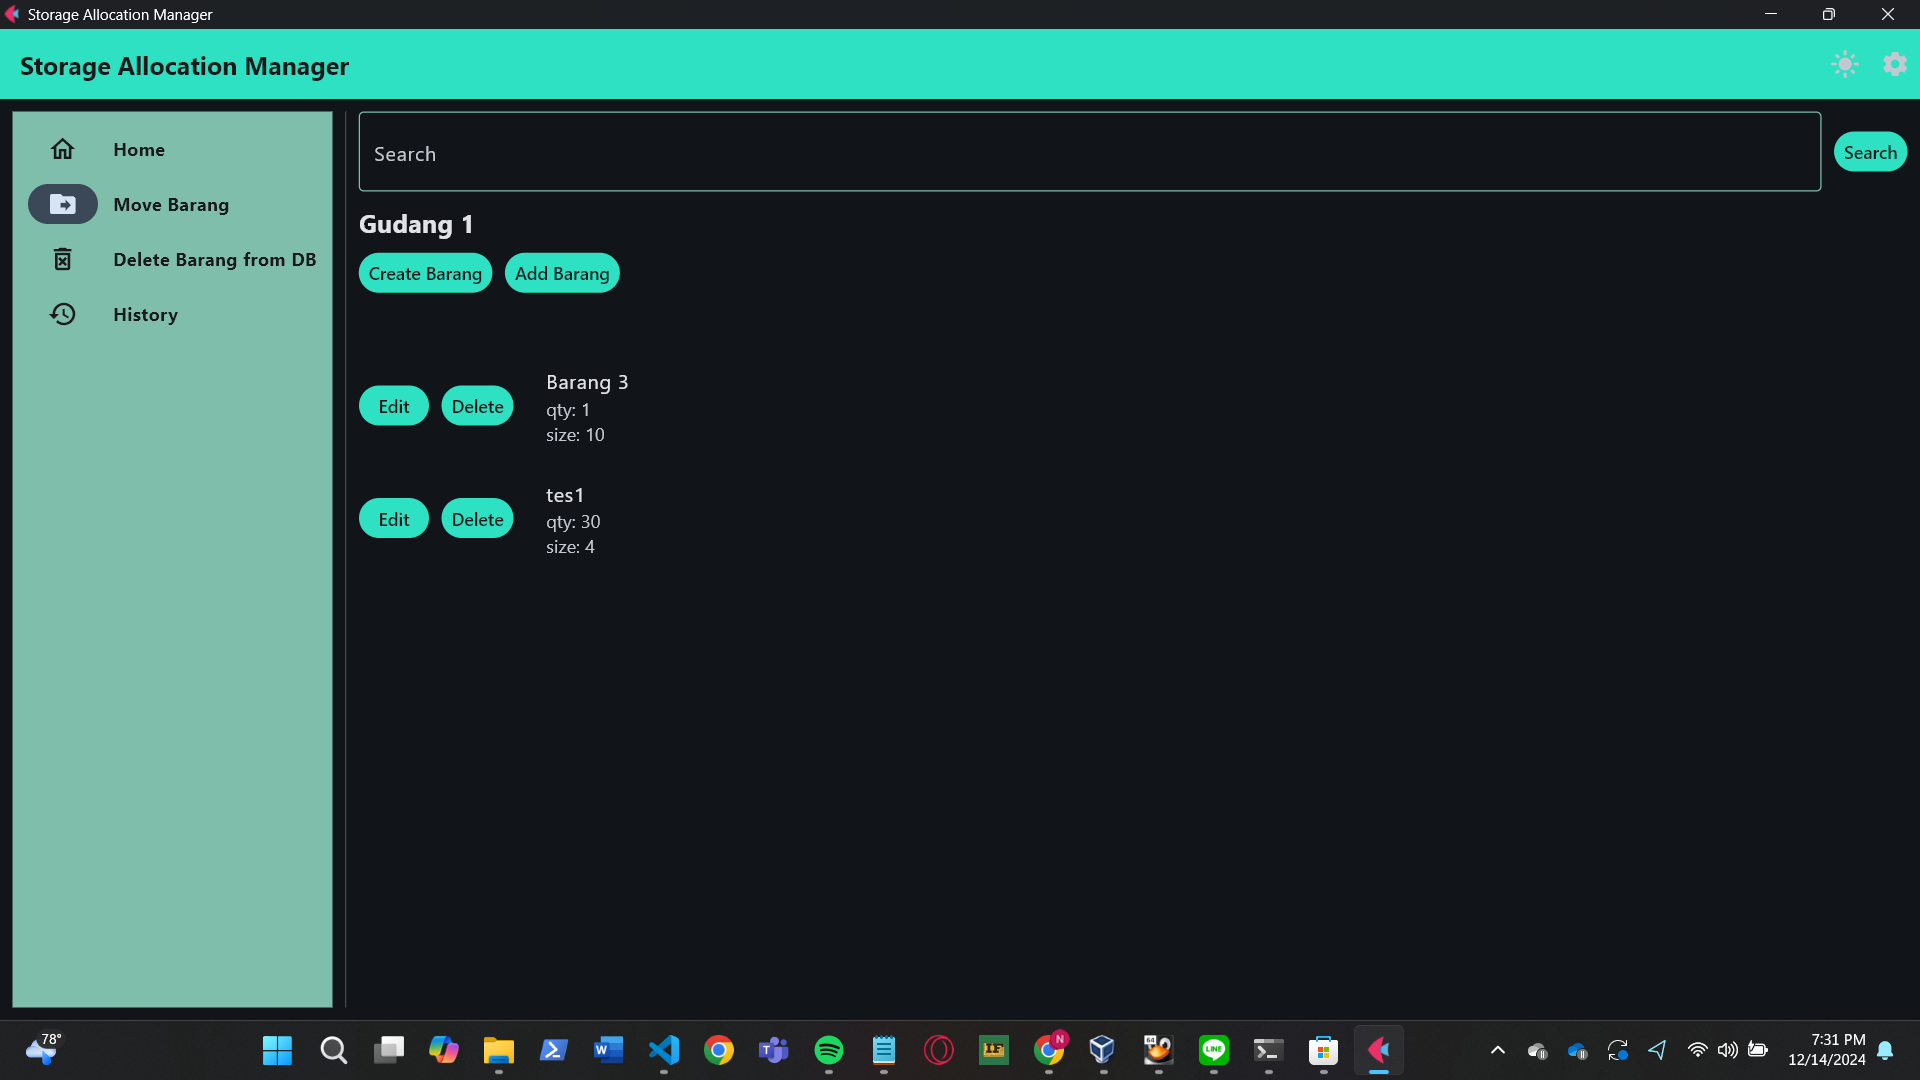 Storage Allocation Manager
Storage Allocation Manager
Home
Move Barang
Delete Barang from DB
History
Search
Search
Gudang 1
Create Barang
Add Barang
Edit
Delete
Barang 3
qty: 1
size: 10
Edit
Delete
tes1
qty: 30
size: 4
78°
W
T
64
N
LINE
7:31 PM
12/14/2024